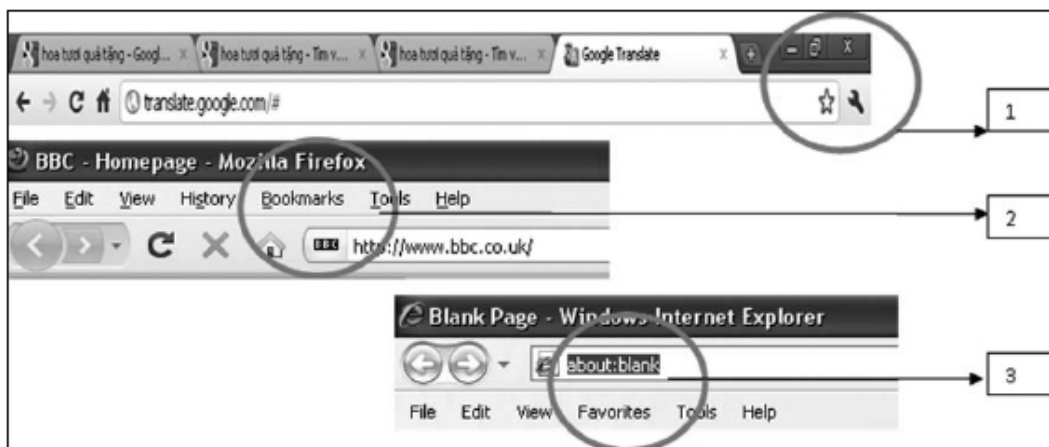 hoa tươi quà tặng - Googl... x hoa tươi quà tặng - Tìm v... x hoa tươi quà tặng - Tìm v... x Google Translate x
translate.google.com/#
1
BBC - Homepage - Mozilla Firefox
File Edit View History Bookmarks Tools Help
2
BBC http://www.bbc.co.uk/
Blank Page - Windows Internet Explorer
about:blank
3
File Edit View Favorites Tools Help